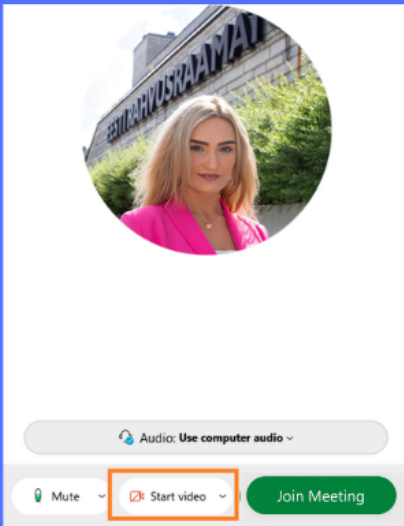 EESTI RAHVUSRAAMAT
Audio: Use computer audio
Mute
Start video
Join Meeting